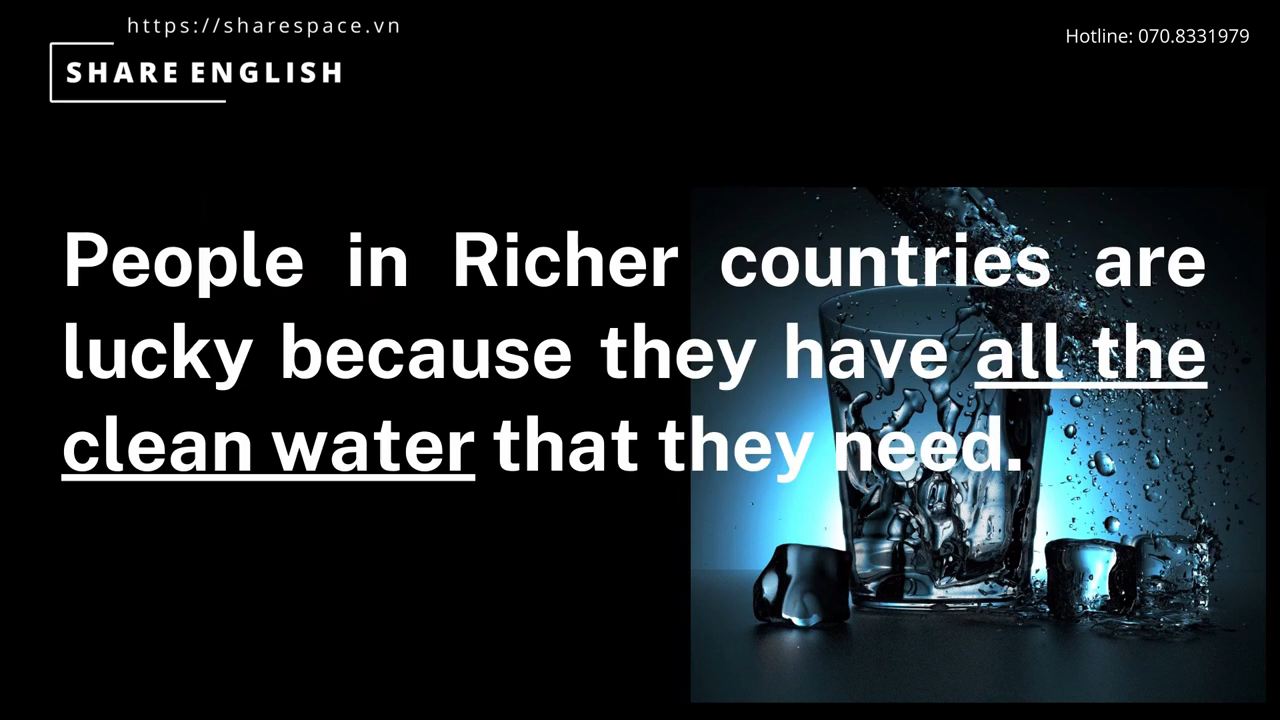 https://sharespace.vn
Hotline: 070.8331979
SHARE ENGLISH
People in Richer countries are
lucky because they have all the
clean water that they need.